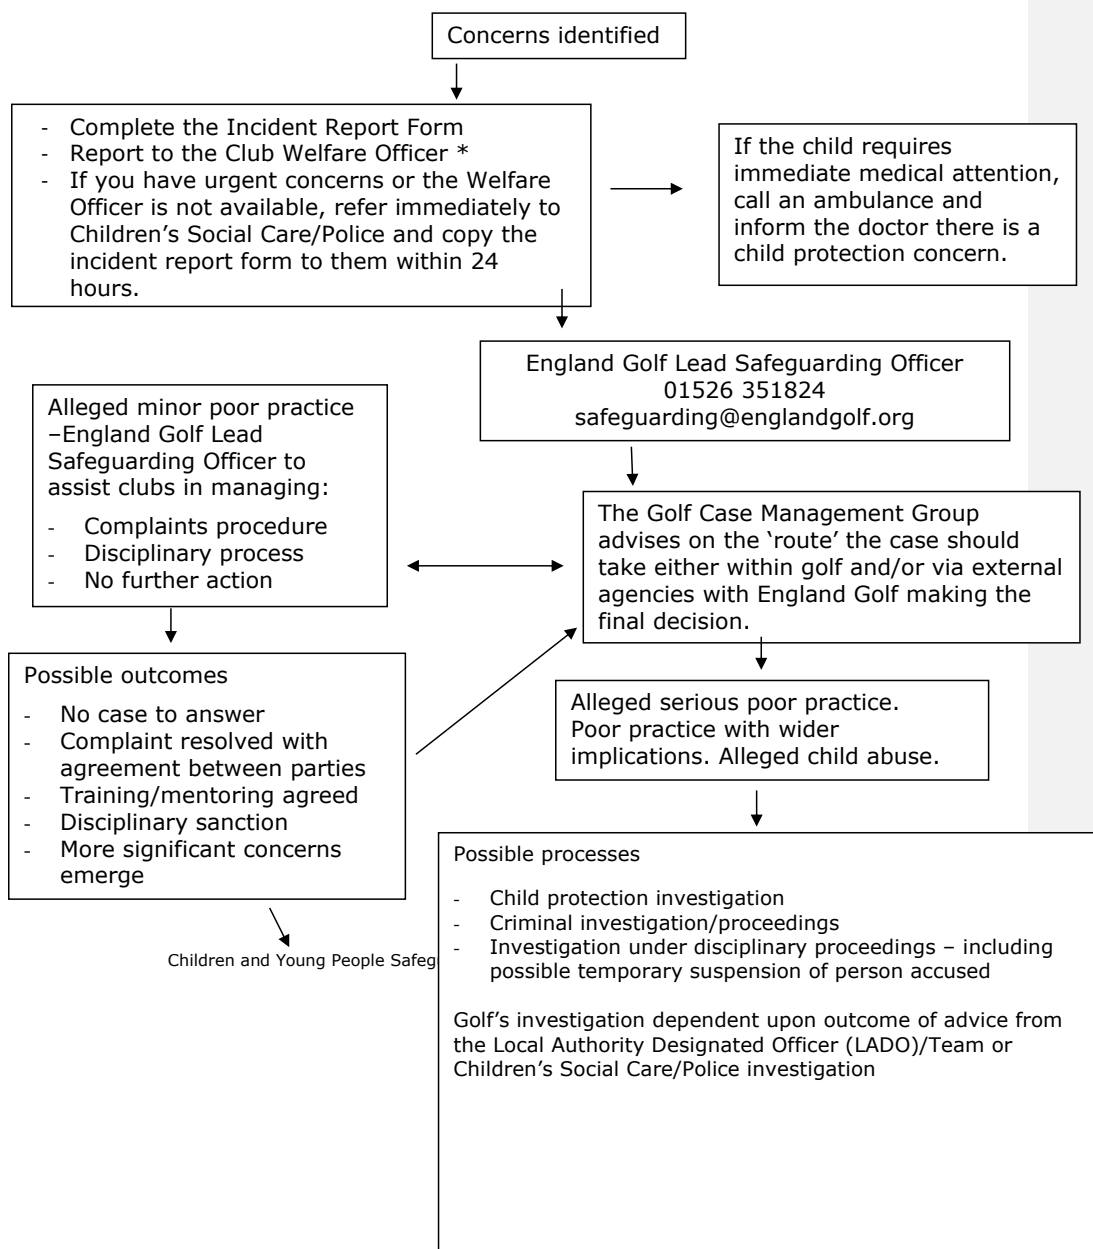 Concerns identified
- Complete the Incident Report Form
- Report to the Club Welfare Officer *
- If you have urgent concerns or the Welfare
Officer is not available, refer immediately to
Children's Social Care/Police and copy the
incident report form to them within 24
hours.
If the child requires
immediate medical attention,
call an ambulance and
inform the doctor there is a
child protection concern.
England Golf Lead Safeguarding Officer
01526 351824
safeguarding@englandgolf.org
Alleged minor poor practice
–England Golf Lead
Safeguarding Officer to
assist clubs in managing:
- Complaints procedure
- Disciplinary process
- No further action
The Golf Case Management Group
advises on the ‘route’ the case should
take either within golf and/or via external
agencies with England Golf making the
final decision.
Possible outcomes
- No case to answer
- Complaint resolved with
agreement between parties
- Training/mentoring agreed
- Disciplinary sanction
- More significant concerns
emerge
Alleged serious poor practice.
Poor practice with wider
implications. Alleged child abuse.
Possible processes
- Child protection investigation
- Criminal investigation/proceedings
- Investigation under disciplinary proceedings – including
possible temporary suspension of person accused
Golf’s investigation dependent upon outcome of advice from
the Local Authority Designated Officer (LADO)/Team or
Children’s Social Care/Police investigation
Children and Young People